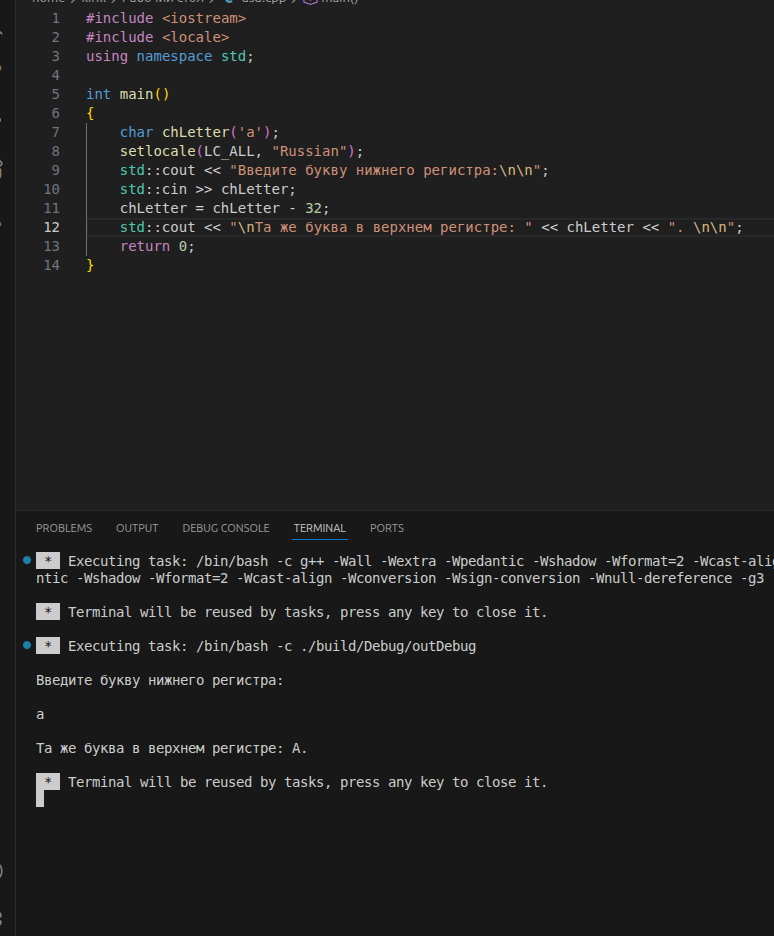 1 #include <iostream>
2 #include <locale>
3 using namespace std;
4
5 int main()
6 {
7 char chLetter('a');
8 setlocale(LC_ALL, "Russian");
9 std::cout << "Введите букву нижнего регистра:\n\n";
10 std::cin >> chLetter;
11 chLetter = chLetter - 32;
12 std::cout << "\nТа же буква в верхнем регистре: " << chLetter << ". \n\n";
13 return 0;
14 }
PROBLEMS OUTPUT DEBUG CONSOLE TERMINAL PORTS
* Executing task: /bin/bash -c g++ -Wall -Wextra -Wpedantic -Wshadow -Wformat=2 -Wcast-alig
ntic -Wshadow -Wformat=2 -Wcast-align -Wconversion -Wsign-conversion -Wnull-dereference -g3
* Terminal will be reused by tasks, press any key to close it.
* Executing task: /bin/bash -c ./build/Debug/outDebug
Введите букву нижнего регистра:
a
Та же буква в верхнем регистре: A.
* Terminal will be reused by tasks, press any key to close it.